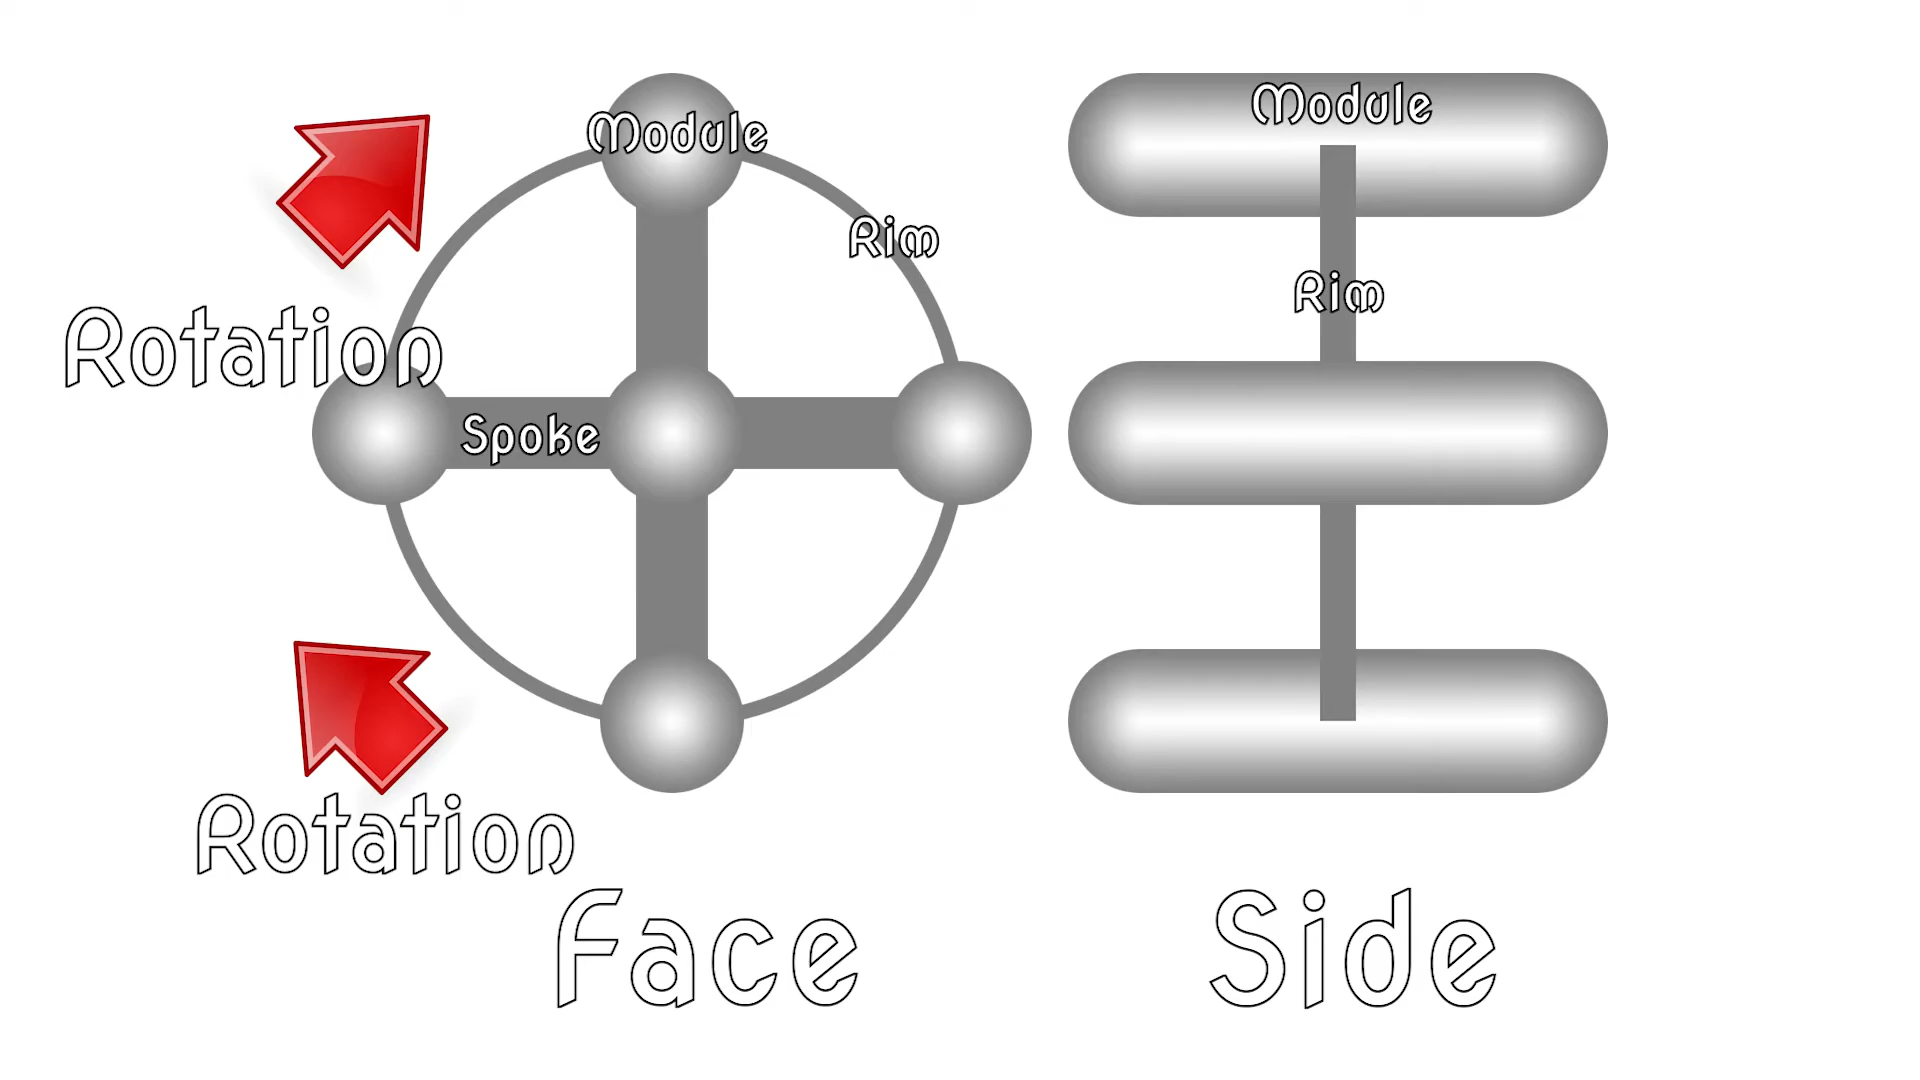 Module
Rim
Rotation
Spoke
Rotation
Face
Module
Rim
Side